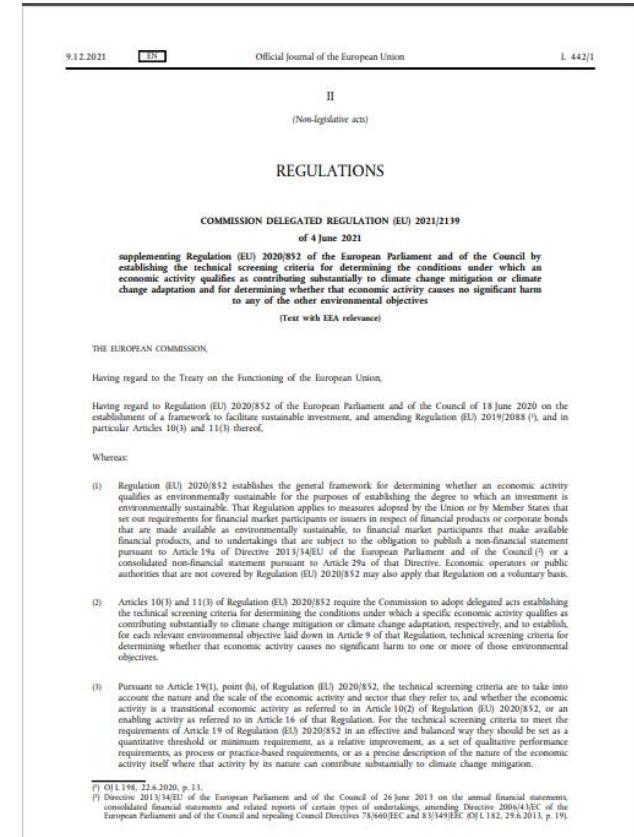 9.12.2021 EN Official Journal of the European Union L 442/1
II
(Non-legislative acts)
REGULATIONS
COMMISSION DELEGATED REGULATION (EU) 2021/2139
of 4 June 2021
supplementing Regulation (EU) 2020/852 of the European Parliament and of the Council by
establishing the technical screening criteria for determining the conditions under which an
economic activity qualifies as contributing substantially to climate change mitigation or climate
change adaptation and for determining whether that economic activity causes no significant harm
to any of the other environmental objectives
(Text with EEA relevance)
THE EUROPEAN COMMISSION,
Having regard to the Treaty on the Functioning of the European Union,
Having regard to Regulation (EU) 2020/852 of the European Parliament and of the Council of 18 June 2020 on the
establishment of a framework to facilitate sustainable investment, and amending Regulation (EU) 2019/2088 (¹), and in
particular Articles 10(3) and 11(3) thereof,
Whereas:
(1) Regulation (EU) 2020/852 establishes the general framework for determining whether an economic activity
qualifies as environmentally sustainable for the purposes of establishing the degree to which an investment is
environmentally sustainable. That Regulation applies to measures adopted by the Union or by Member States that
set out requirements for financial market participants or issuers in respect of financial products or corporate bonds
that are made available as environmentally sustainable, to financial market participants that make available
financial products, and to undertakings that are subject to the obligation to publish a non-financial statement
pursuant to Article 19a of Directive 2013/34/EU of the European Parliament and of the Council (²) or a
consolidated non-financial statement pursuant to Article 29a of that Directive. Economic operators or public
authorities that are not covered by Regulation (EU) 2020/852 may also apply that Regulation on a voluntary basis.
(2) Articles 10(3) and 11(3) of Regulation (EU) 2020/852 require the Commission to adopt delegated acts establishing
the technical screening criteria for determining the conditions under which a specific economic activity qualifies as
contributing substantially to climate change mitigation or climate change adaptation, respectively, and to establish,
for each relevant environmental objective laid down in Article 9 of that Regulation, technical screening criteria for
determining whether that economic activity causes no significant harm to one or more of those environmental
objectives.
(3) Pursuant to Article 19(1), point (h), of Regulation (EU) 2020/852, the technical screening criteria are to take into
account the nature and the scale of the economic activity and sector that they refer to, and whether the economic
activity is a transitional economic activity as referred to in Article 10(2) of Regulation (EU) 2020/852, or an
enabling activity as referred to in Article 16 of that Regulation. For the technical screening criteria to meet the
requirements of Article 19 of Regulation (EU) 2020/852 in an effective and balanced way they should be set as a
quantitative threshold or minimum requirement, as a relative improvement, as a set of qualitative performance
requirements, as process or practice-based requirements, or as a precise description of the nature of the economic
activity itself where that activity by its nature can contribute substantially to climate change mitigation.
(¹) OJ L 198, 22.6.2020, p. 13.
(²) Directive 2013/34/EU of the European Parliament and of the Council of 26 June 2013 on the annual financial statements,
consolidated financial statements and related reports of certain types of undertakings, amending Directive 2006/43/EC of the
European Parliament and of the Council and repealing Council Directives 78/660/EEC and 83/349/EEC (OJ L 182, 29.6.2013, p. 19).